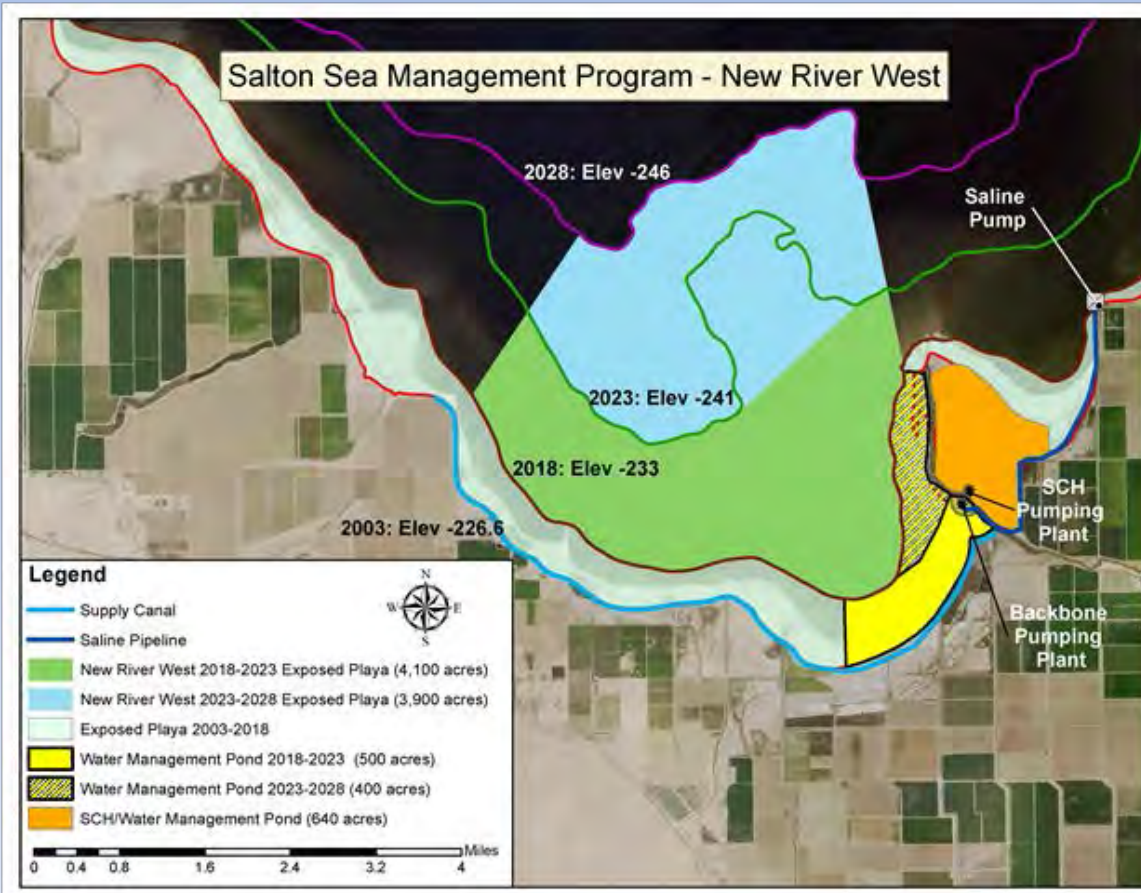 Salton Sea Management Program - New River West
2028: Elev -246
Saline
Pump
2023: Elev -241
2018: Elev -233
2003: Elev -226.6
SCH
Pumping
Plant
Backbone
Pumping
Plant
Legend
N
W E
S
Supply Canal
Saline Pipeline
New River West 2018-2023 Exposed Playa (4,100 acres)
New River West 2023-2028 Exposed Playa (3,900 acres)
Exposed Playa 2003-2018
Water Management Pond 2018-2023 (500 acres)
Water Management Pond 2023-2028 (400 acres)
SCH/Water Management Pond (640 acres)
Miles
0 0.4 0.8 1.6 2.4 3.2 4